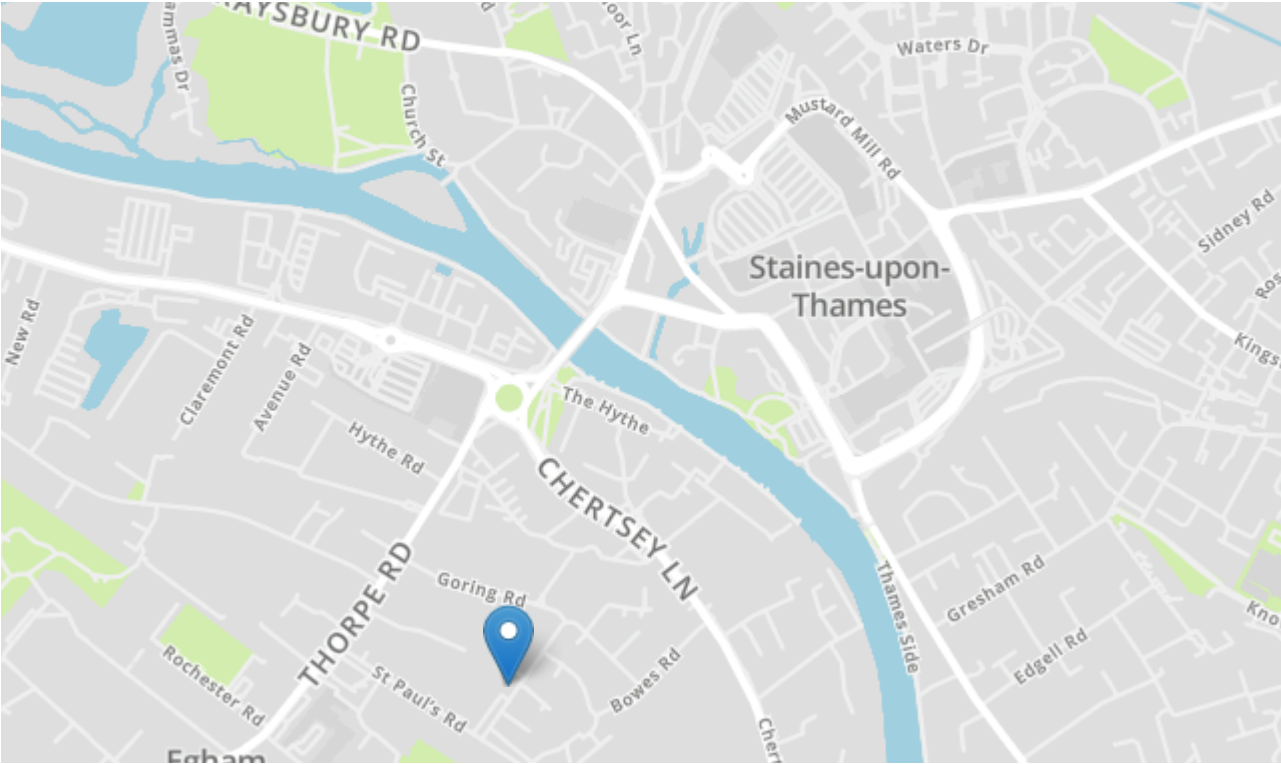 AYSBURY RD
Church St
Waters Dr
Mustard Mill Rd
Sidney Rd
Staines-upon-
Thames
New Rd
Claremont Rd
Avenue Rd
The Hythe
Hythe Rd
CHERTSEY LN
THORPE RD
Goring Rd
Gresham Rd
Thames Side
Edgell Rd
Rochester Rd
St Paul's Rd
Bowes Rd
Egham